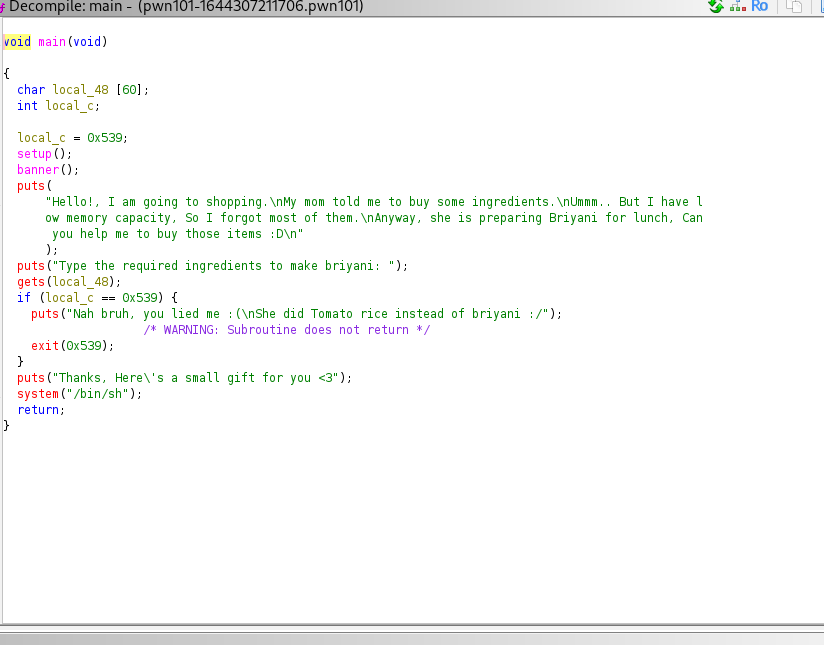 Decompile: main - (pwn101-1644307211706.pwn101)
Ro
void main(void)
{
char local_48 [60];
int local_c;
local_c = 0x539;
setup();
banner();
puts(
"Hello!, I am going to shopping.\nMy mom told me to buy some ingredients.\nUmmm.. But I have l
ow memory capacity, So I forgot most of them.\nAnyway, she is preparing Briyani for lunch, Can
you help me to buy those items :D\n"
);
puts("Type the required ingredients to make briyani: ");
gets(local_48);
if (local_c == 0x539) {
puts("Nah bruh, you lied me :(\nShe did Tomato rice instead of briyani :/");
/* WARNING: Subroutine does not return */
exit(0x539);
}
puts("Thanks, Here\'s a small gift for you <3");
system("/bin/sh");
return;
}